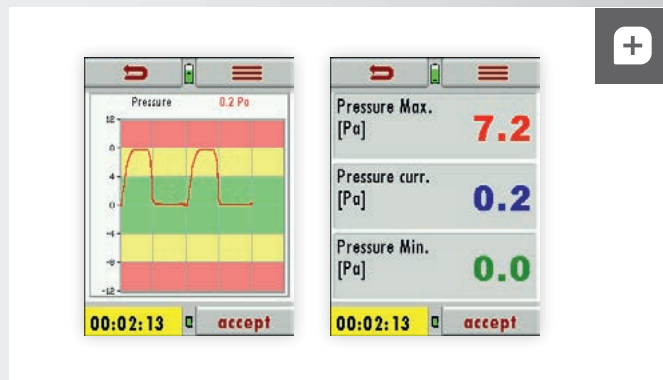 Pressure 0.2 Pa
12
8
4
0
-4
-8
-12
00:02:13 accept
Pressure Max.
[Pa]
7.2
Pressure curr.
[Pa]
0.2
Pressure Min.
[Pa]
0.0
00:02:13 accept